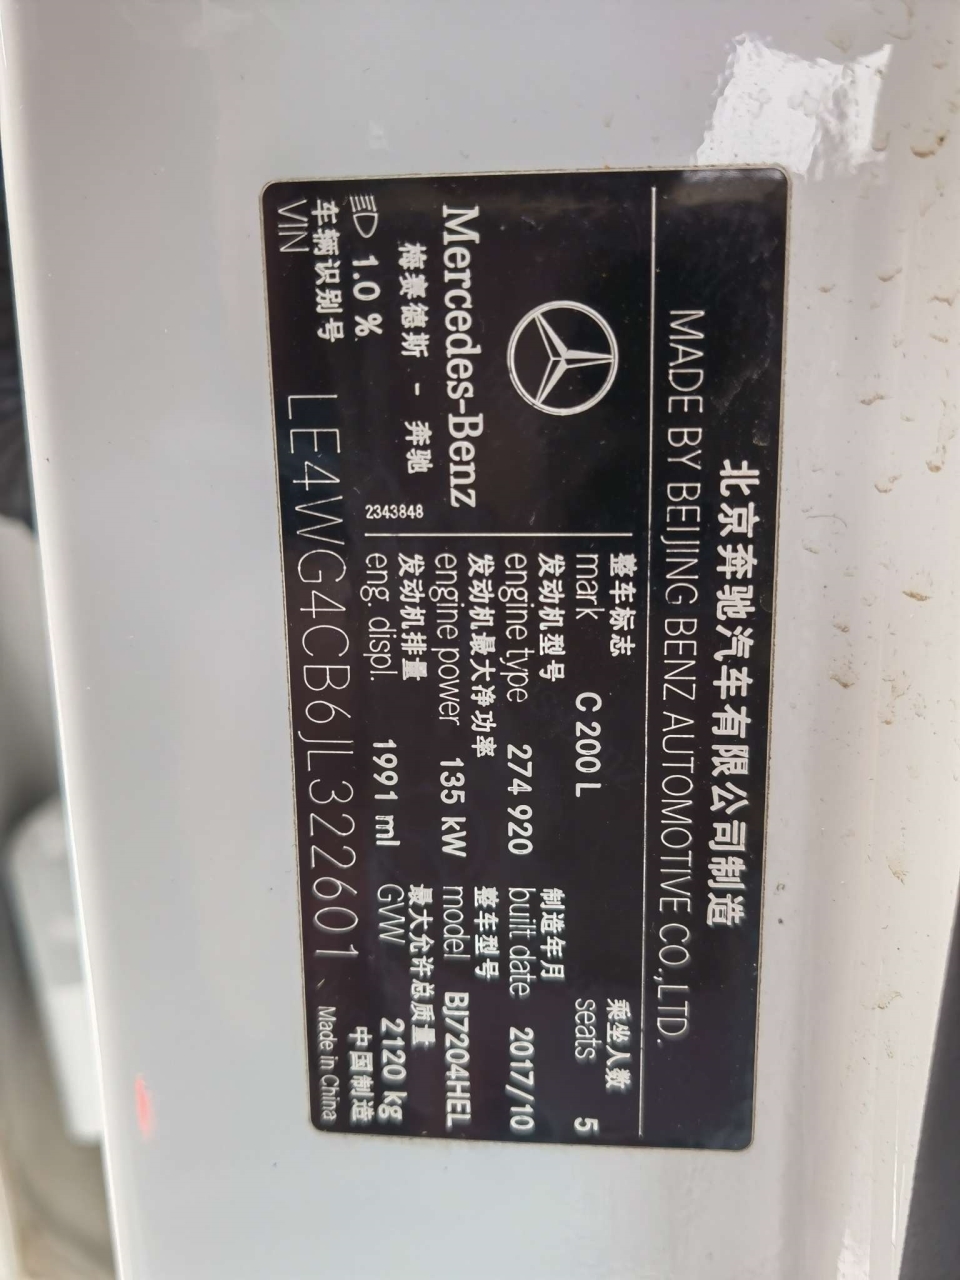 北京奔驰汽车有限公司制造
MADE BY BEIJING BENZ AUTOMOTIVE CO.,LTD.
Mercedes-Benz
梅赛德斯 - 奔驰
1.0 %
2343848
整车标志
mark C 200 L
乘坐人数
seats 5
发动机型号
engine type 274 920
制造年月
built date 2017/10
发动机最大净功率
engine power 135 kW
整车型号
model BJ7204HEL
发动机排量
eng. displ. 1991 ml
最大允许总质量
GVW 2120 kg
车辆识别号
VIN LE4WG4CB6JL322601
中国制造
Made in China